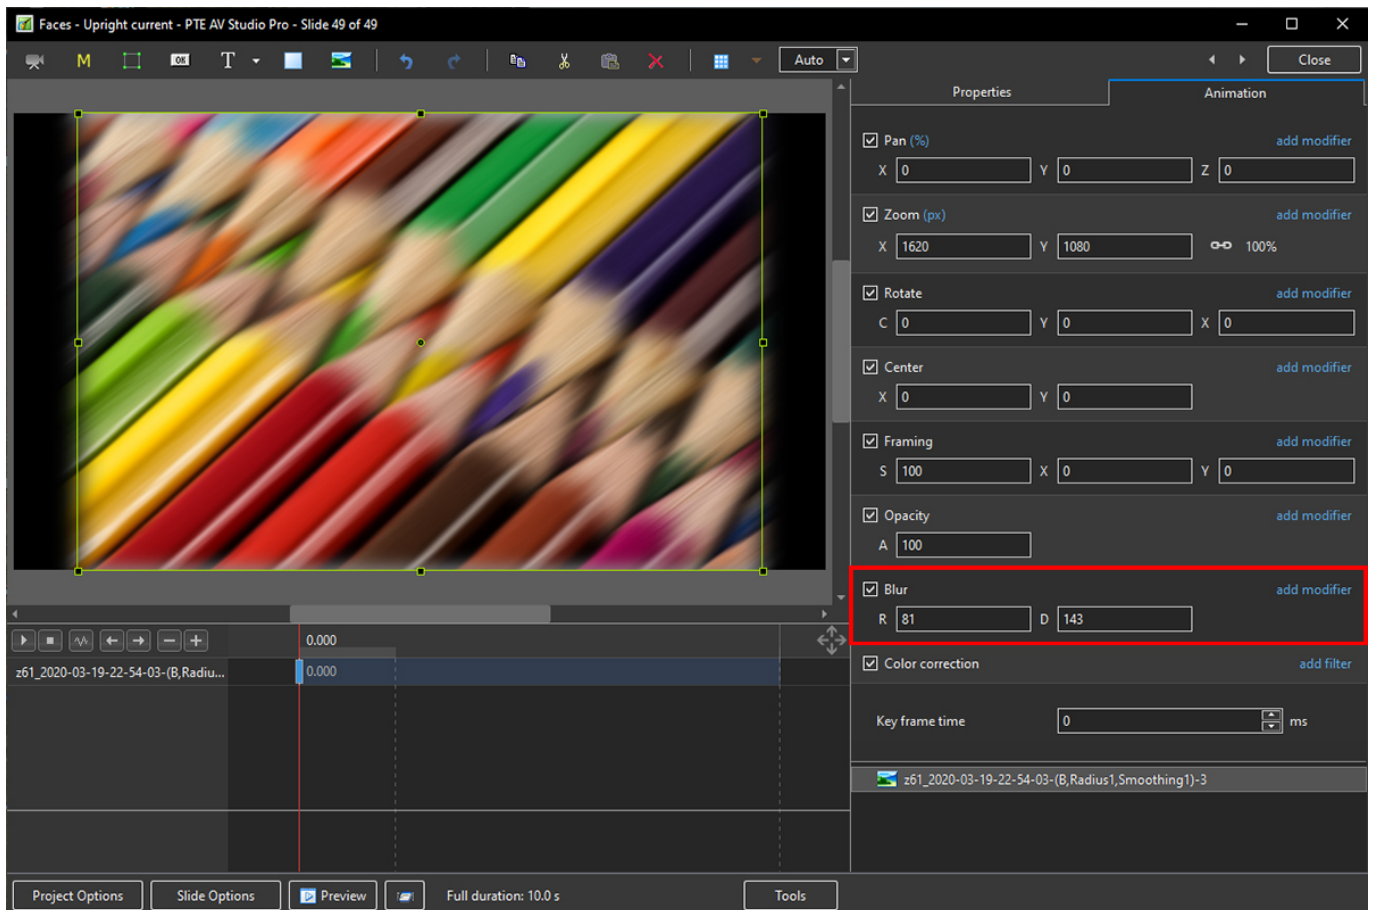 Faces - Upright current - PTE AV Studio Pro - Slide 49 of 49
M OK T Auto Close
Properties Animation
Pan (%) add modifier
X 0 Y 0 Z 0
Zoom (px) add modifier
X 1620 Y 1080 100%
Rotate add modifier
C 0 Y 0 X 0
Center add modifier
X 0 Y 0
Framing add modifier
S 100 X 0 Y 0
Opacity add modifier
A 100
Blur add modifier
R 81 D 143
0.000
z61_2020-03-19-22-54-03-(B,Radiu... 0.000
Color correction add filter
Key frame time 0 ms
z61_2020-03-19-22-54-03-(B,Radius1,Smoothing1)-3
Project Options Slide Options Preview Full duration: 10.0 s Tools